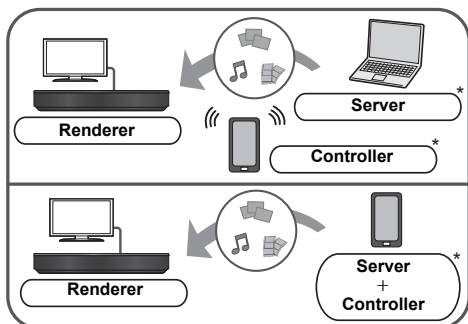 Server*
Renderer
Controller*
Renderer
Server*
+
Controller